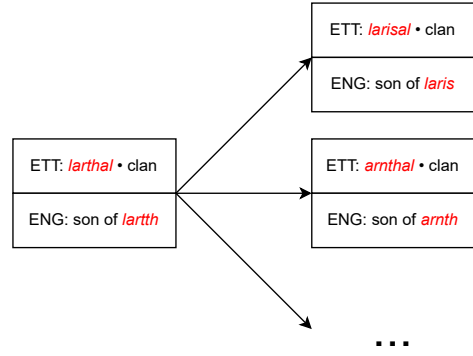 ETT: larisal • clan
ENG: son of laris
ETT: larthal • clan
ENG: son of lartth
ETT: arnthal • clan
ENG: son of arnth
...